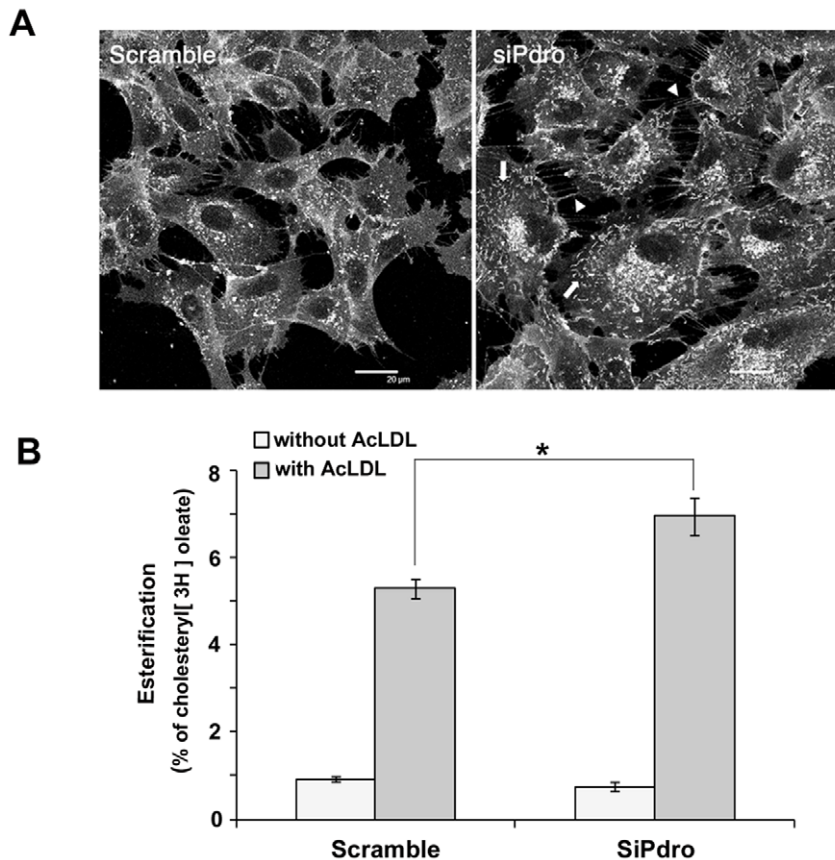 A
Scramble
siPdro
20 µm
B
without AcLDL
with AcLDL
*
8
6
4
2
0
Esterification
(% of cholesteryl[ 3H ] oleate)
Scramble
SiPdro